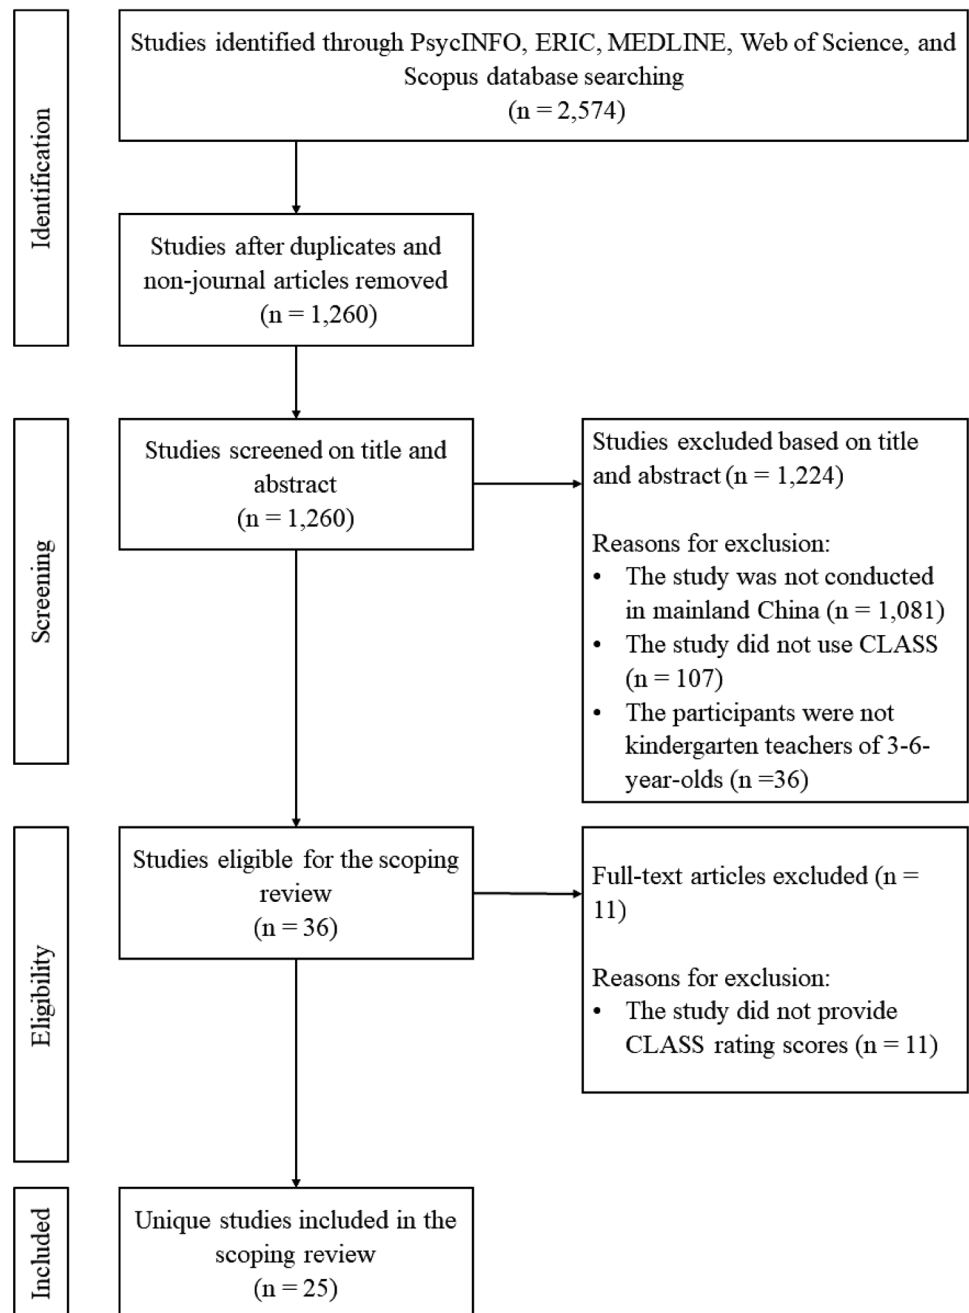 Identification
Studies identified through PsycINFO, ERIC, MEDLINE, Web of Science, and
Scopus database searching
(n = 2,574)
Studies after duplicates and
non-journal articles removed
(n = 1,260)
Screening
Studies screened on title and
abstract
(n = 1,260)
Studies excluded based on title
and abstract (n = 1,224)
Reasons for exclusion:
• The study was not conducted
in mainland China (n = 1,081)
• The study did not use CLASS
(n = 107)
• The participants were not
kindergarten teachers of 3-6-
year-olds (n =36)
Eligibility
Studies eligible for the scoping
review
(n = 36)
Full-text articles excluded (n =
11)
Reasons for exclusion:
• The study did not provide
CLASS rating scores (n = 11)
Included
Unique studies included in the
scoping review
(n = 25)